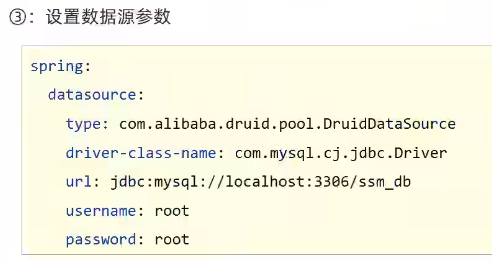 ③：设置数据源参数
spring:
  datasource:
    type: com.alibaba.druid.pool.DruidDataSource
    driver-class-name: com.mysql.cj.jdbc.Driver
    url: jdbc:mysql://localhost:3306/ssm_db
    username: root
    password: root